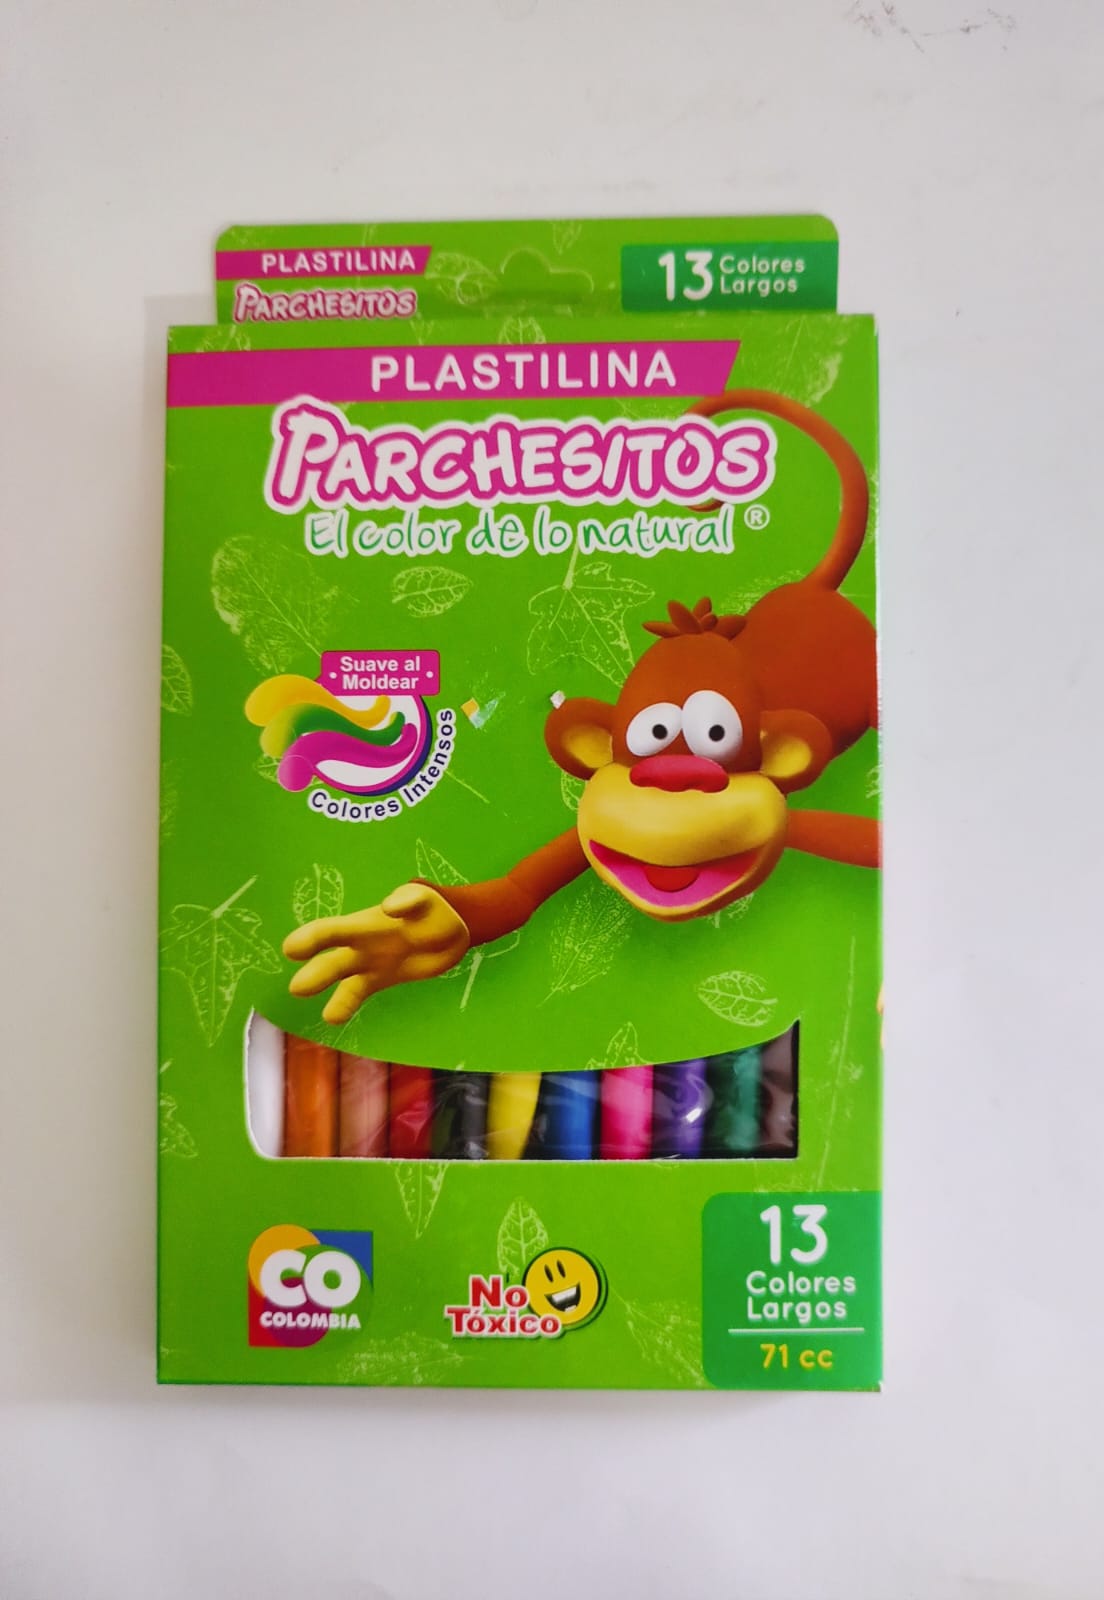 PLASTILINA
PARCHESITOS
13 Colores
Largos
PLASTILINA
PARCHESITOS
El color de lo natural ®
Suave al
Moldear
Colores Intensos
CO
COLOMBIA
No
Tóxico
13
Colores
Largos
71 cc